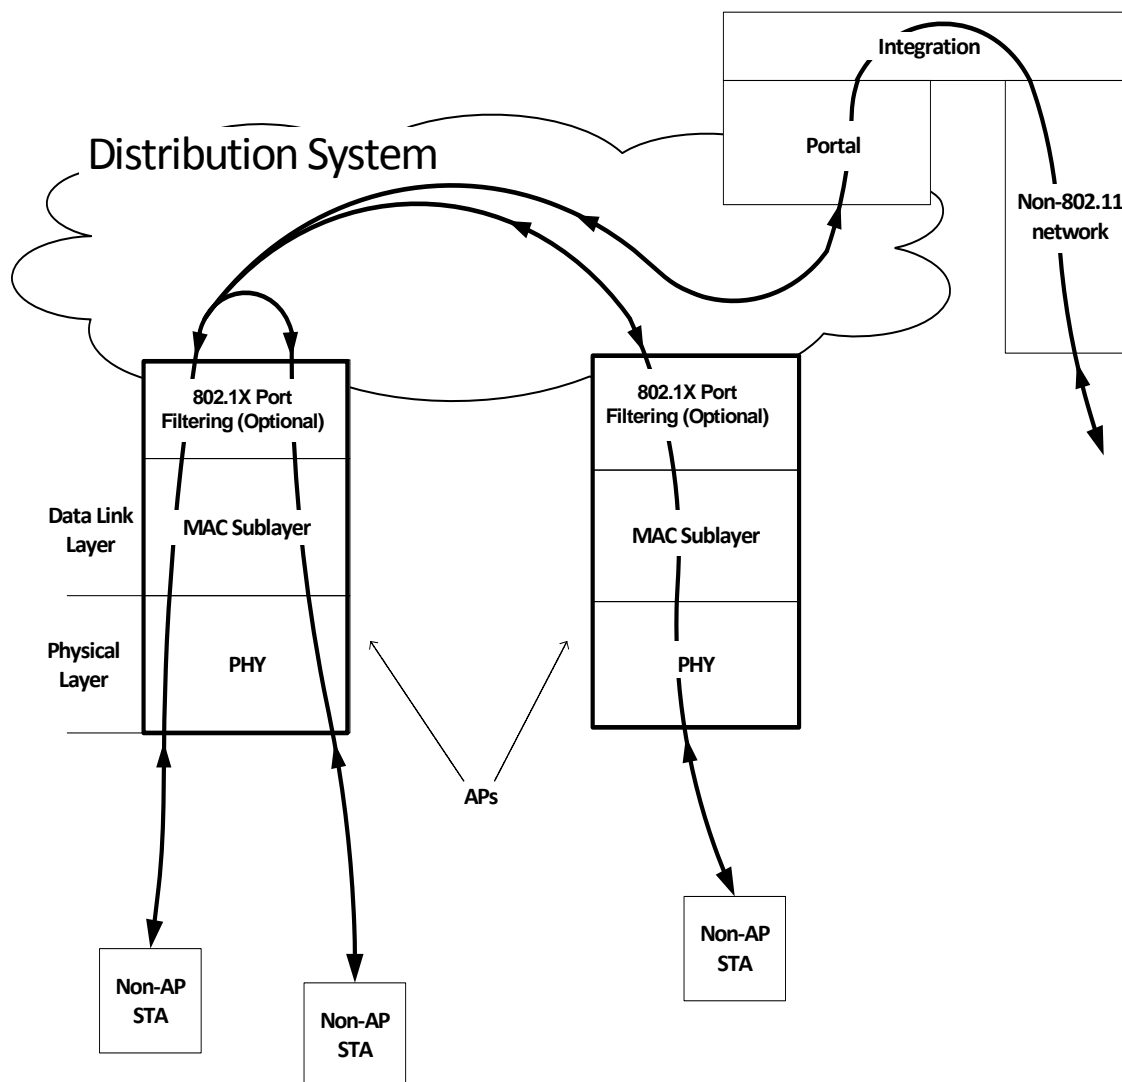 Integration
Distribution System
Portal
Non-802.11
network
802.1X Port
Filtering (Optional)
802.1X Port
Filtering (Optional)
Data Link
Layer
MAC Sublayer
MAC Sublayer
Physical
Layer
PHY
PHY
APs
Non-AP
STA
Non-AP
STA
Non-AP
STA